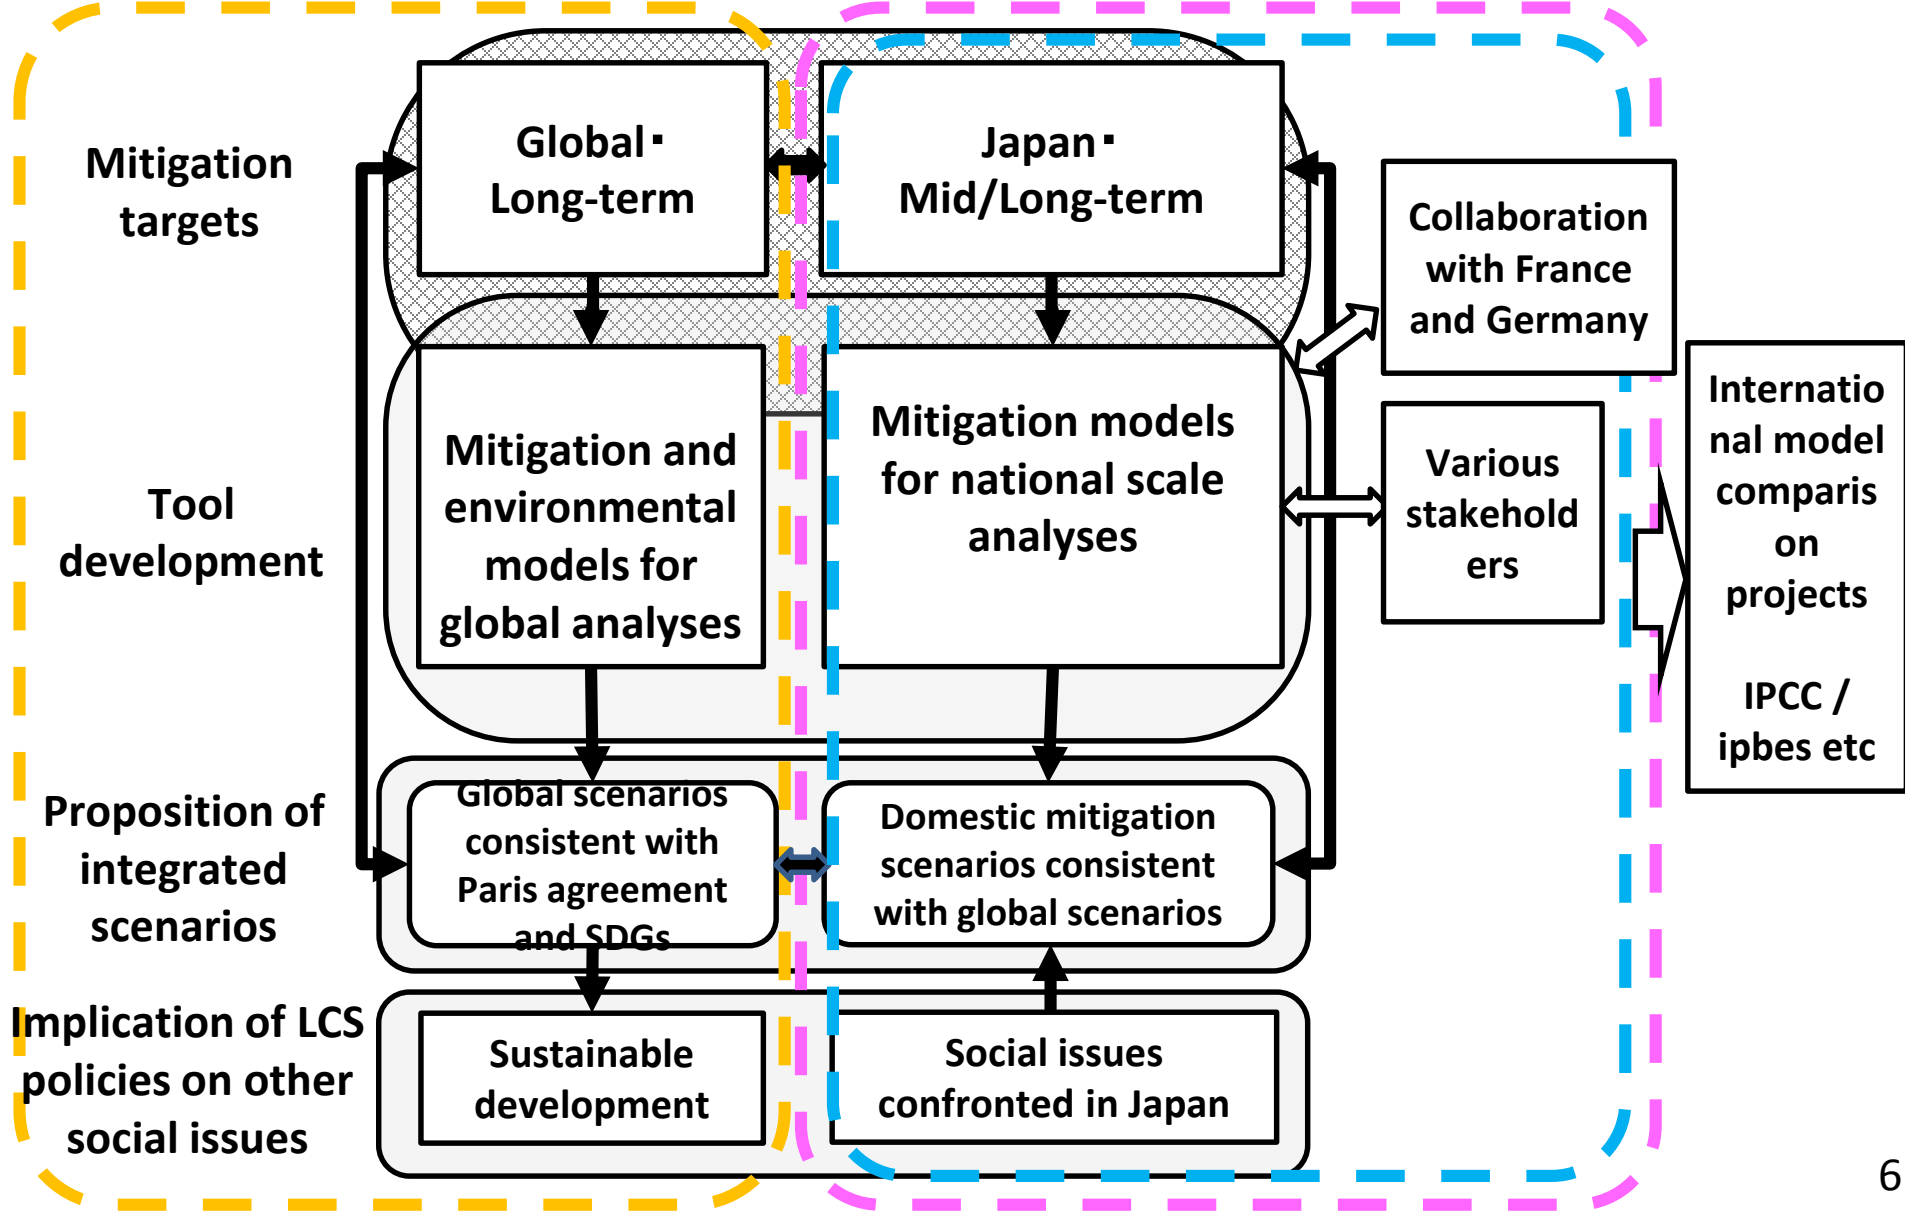 Mitigation
targets
Global・
Long-term
Japan・
Mid/Long-term
Collaboration
with France
and Germany
Tool
development
Mitigation and
environmental
models for
global analyses
Mitigation models
for national scale
analyses
Various
stakehold
ers
Internatio
nal model
comparis
on
projects
IPCC /
ipbes etc
Proposition of
integrated
scenarios
Global scenarios
consistent with
Paris agreement
and SDGs
Domestic mitigation
scenarios consistent
with global scenarios
Implication of LCS
policies on other
social issues
Sustainable
development
Social issues
confronted in Japan
6